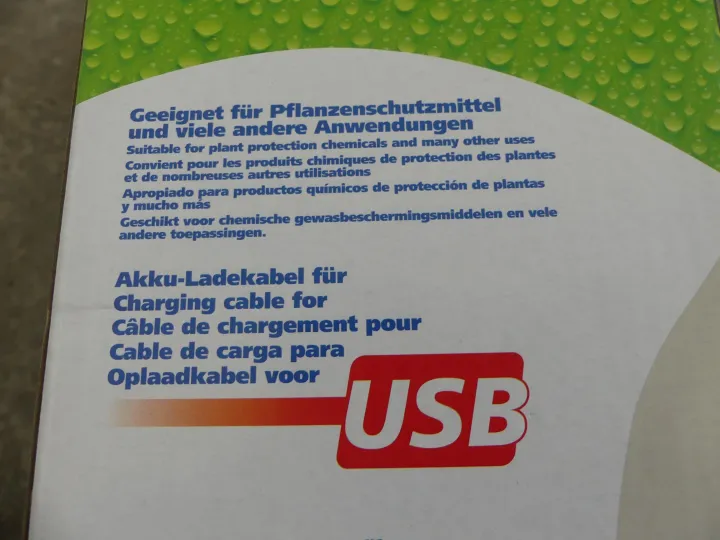 Geeignet für Pflanzenschutzmittel
und viele andere Anwendungen
Suitable for plant protection chemicals and many other uses
Convient pour les produits chimiques de protection des plantes
et de nombreuses autres utilisations
Apropiado para productos químicos de protección de plantas
y mucho más
Geschikt voor chemische gewasbeschermingsmiddelen en vele
andere toepassingen.
Akku-Ladekabel für
Charging cable for
Câble de chargement pour
Cable de carga para
Oplaadkabel voor
USB